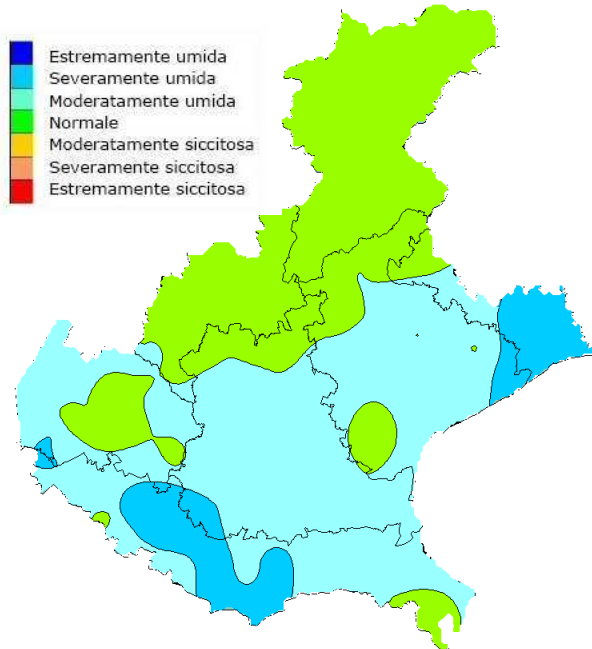 Estremamente umida
Severamente umida
Moderatamente umida
Normale
Moderatamente siccitosa
Severamente siccitosa
Estremamente siccitosa